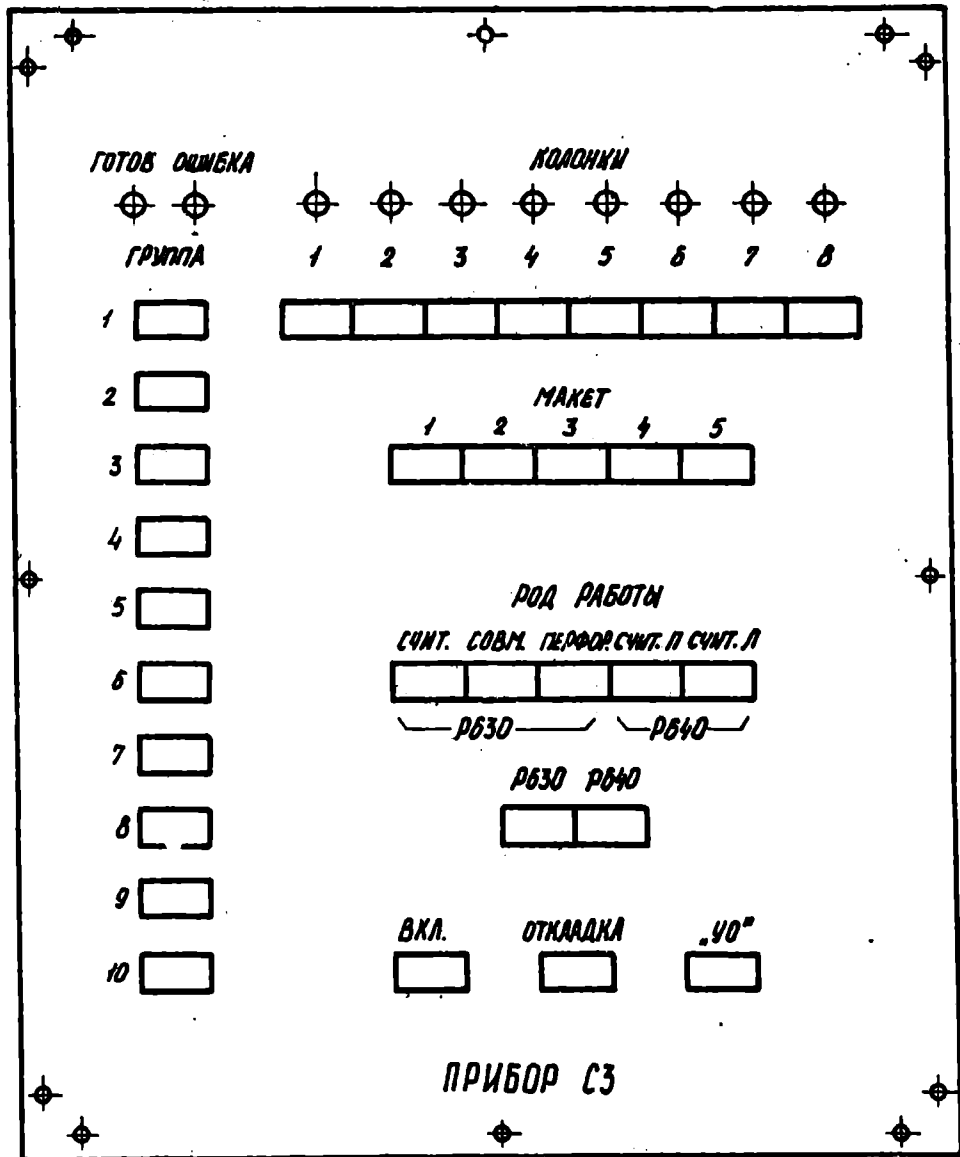 ГОТОВ ОШИБКА КОЛОНКИ
ГРУППА 1 2 3 4 5 6 7 8
1
2
МАКЕТ
1 2 3 4 5
3
4
5
РОД РАБОТЫ
СЧИТ. СОВМ. ПЕРФОР. СЧИТ. П СЧИТ. Л
6
Р630 Р640
7
Р630 Р640
8
9
ВКЛ. ОТКЛАДКА „УО"
10
ПРИБОР С3